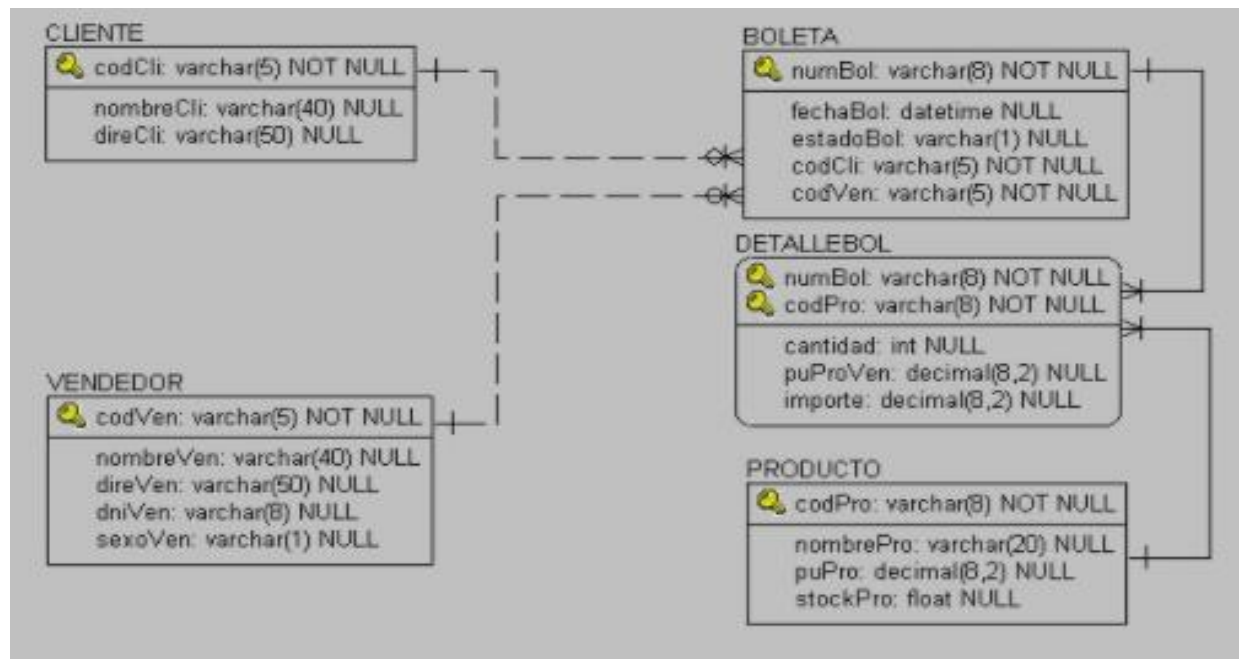 CLIENTE
codCli: varchar(5) NOT NULL
nombreCli: varchar(40) NULL
direCli: varchar(50) NULL
VENDEDOR
codVen: varchar(5) NOT NULL
nombreVen: varchar(40) NULL
direVen: varchar(50) NULL
dniVen: varchar(8) NULL
sexoVen: varchar(1) NULL
BOLETA
numBol: varchar(8) NOT NULL
fechaBol: datetime NULL
estadoBol: varchar(1) NULL
codCli: varchar(5) NOT NULL
codVen: varchar(5) NOT NULL
DETALLEBOL
numBol: varchar(8) NOT NULL
codPro: varchar(8) NOT NULL
cantidad: int NULL
puProVen: decimal(8,2) NULL
importe: decimal(8,2) NULL
PRODUCTO
codPro: varchar(8) NOT NULL
nombrePro: varchar(20) NULL
puPro: decimal(8,2) NULL
stockPro: float NULL